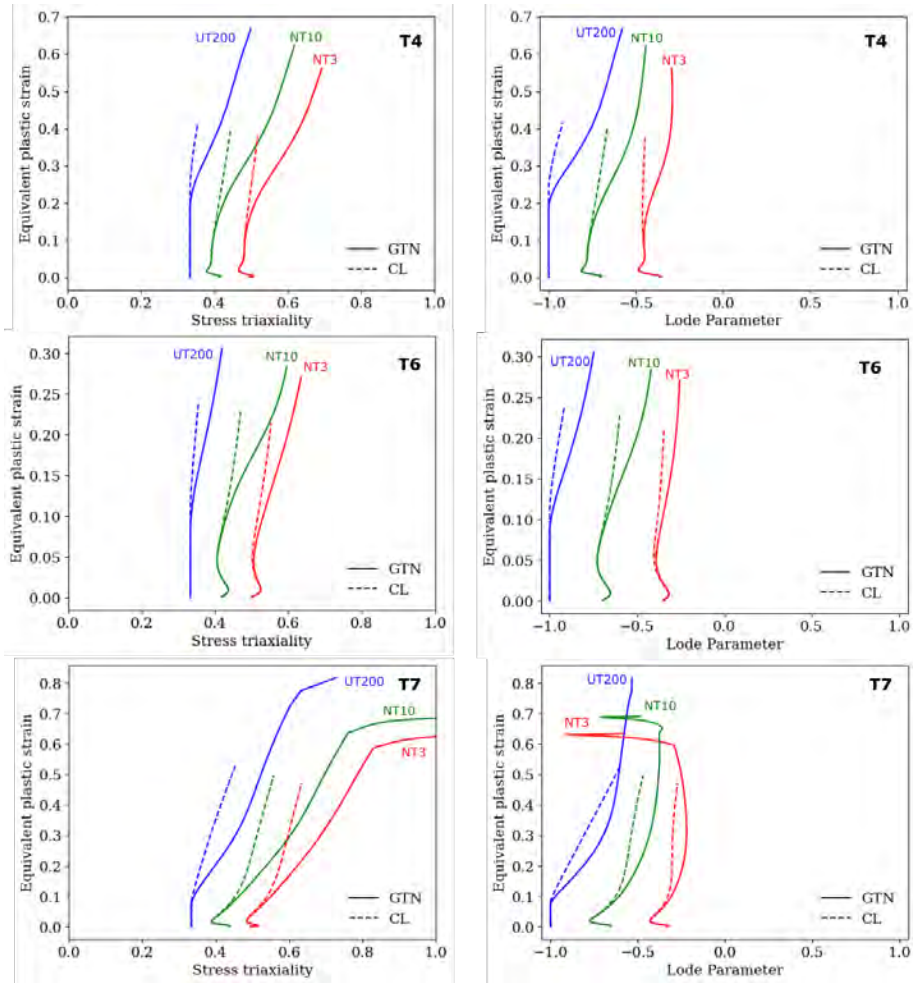 0.7
0.6
0.5
0.4
0.3
0.2
0.1
0.0
Equivalent plastic strain
UT200
NT10
NT3
T4
GTN
CL
0.0 0.2 0.4 0.6 0.8 1.0
Stress triaxiality
0.7
0.6
0.5
0.4
0.3
0.2
0.1
0.0
Equivalent plastic strain
UT200
NT10
NT3
T4
GTN
CL
−1.0 −0.5 0.0 0.5 1.0
Lode Parameter
0.30
0.25
0.20
0.15
0.10
0.05
0.00
Equivalent plastic strain
UT200
NT10
NT3
T6
GTN
CL
0.0 0.2 0.4 0.6 0.8 1.0
Stress triaxiality
0.30
0.25
0.20
0.15
0.10
0.05
0.00
Equivalent plastic strain
UT200
NT10
NT3
T6
GTN
CL
−1.0 −0.5 0.0 0.5 1.0
Lode Parameter
0.8
0.7
0.6
0.5
0.4
0.3
0.2
0.1
0.0
Equivalent plastic strain
UT200
NT10
NT3
T7
GTN
CL
0.0 0.2 0.4 0.6 0.8 1.0
Stress triaxiality
0.8
0.7
0.6
0.5
0.4
0.3
0.2
0.1
0.0
Equivalent plastic strain
UT200
NT10
NT3
T7
GTN
CL
−1.0 −0.5 0.0 0.5 1.0
Lode Parameter